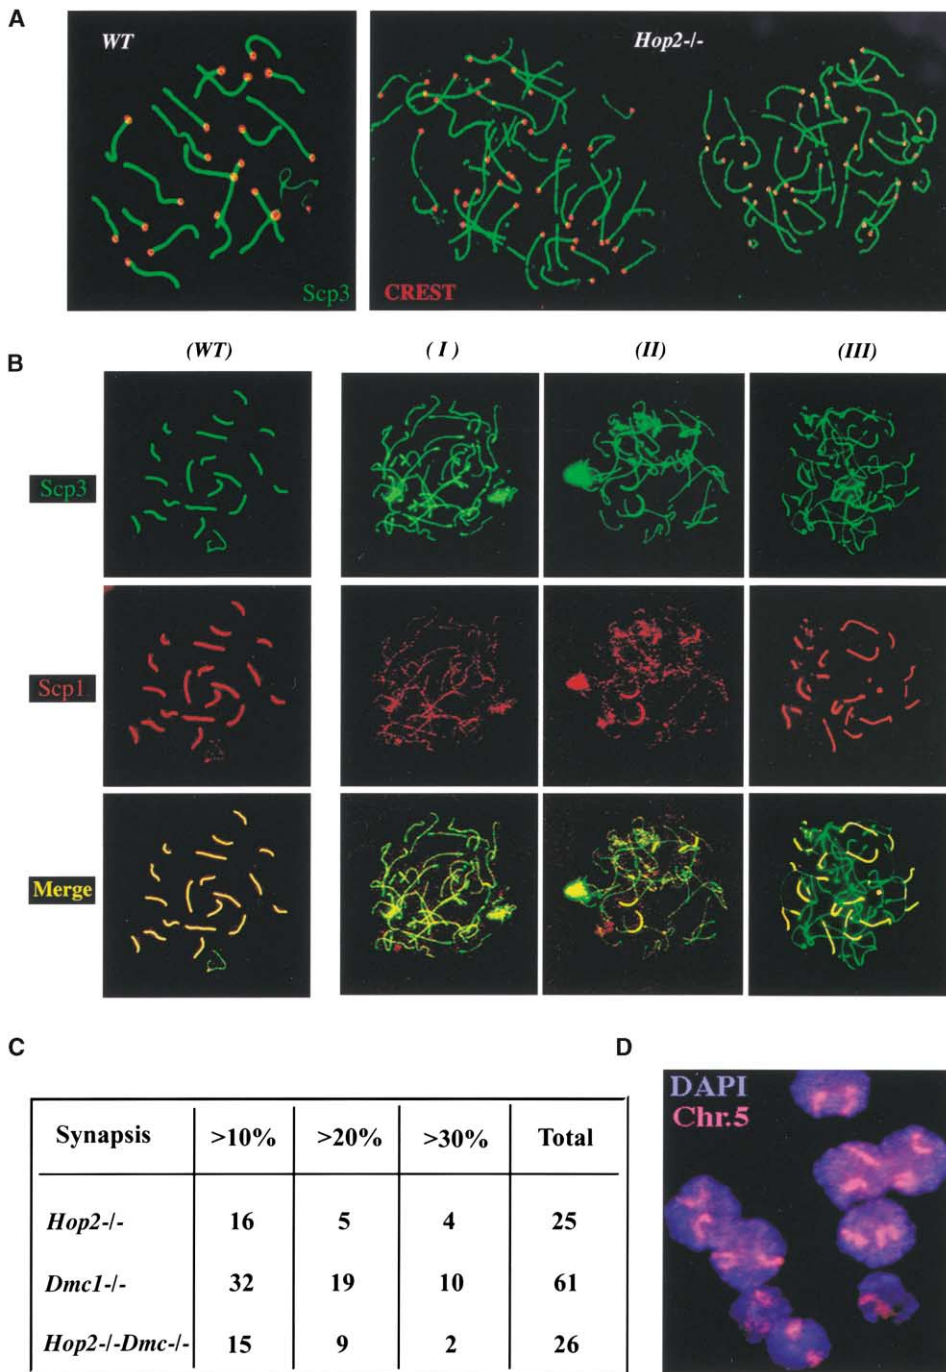 A
WT
Hop2-/-
Scp3
CREST
B
(WT)
( I )
(II)
(III)
Scp3
Scp1
Merge
C
Synapsis >10% >20% >30% Total
Hop2-/- 16 5 4 25
Dmc1-/- 32 19 10 61
Hop2-/-Dmc-/- 15 9 2 26
D
DAPI
Chr.5